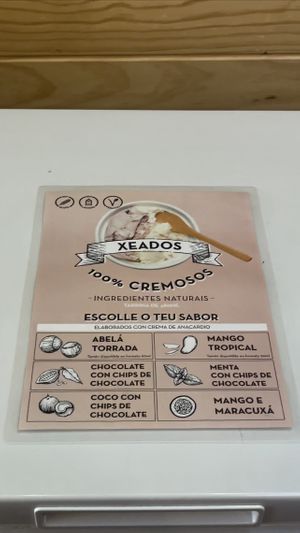 XEADOS
100% CREMOSOS
- INGREDIENTES NATURAIS -
ESCOLLE O TEU SABOR
ELABORADOS CON CREMA DE ANACARDIO
ABELÁ
TORRADA
MANGO
TROPICAL
CHOCOLATE
CON CHIPS DE
CHOCOLATE
MENTA
CON CHIPS DE
CHOCOLATE
COCO CON
CHIPS DE
CHOCOLATE
MANGO E
MARACUXÁ